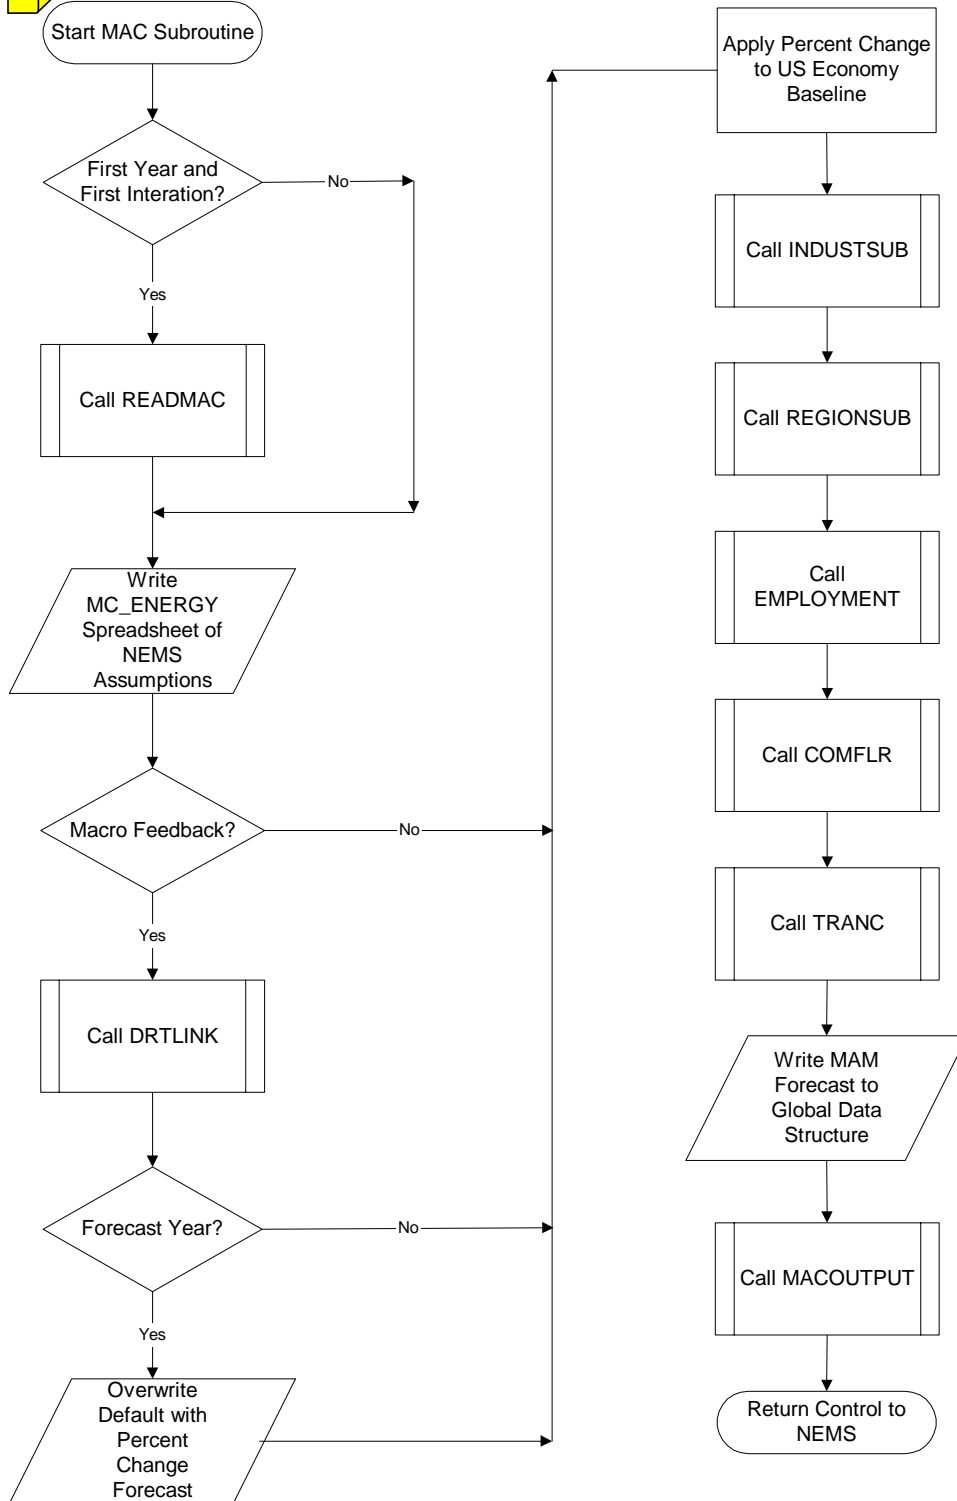 Start MAC Subroutine
First Year and
First Interation?
No
Yes
Call READMAC
Write
MC_ENERGY
Spreadsheet of
NEMS
Assumptions
Macro Feedback?
No
Yes
Call DRTLINK
Forecast Year?
No
Yes
Overwrite
Default with
Percent
Change
Forecast
Apply Percent Change
to US Economy
Baseline
Call INDUSTSUB
Call REGIONSUB
Call
EMPLOYMENT
Call COMFLR
Call TRANC
Write MAM
Forecast to
Global Data
Structure
Call MACOUTPUT
Return Control to
NEMS